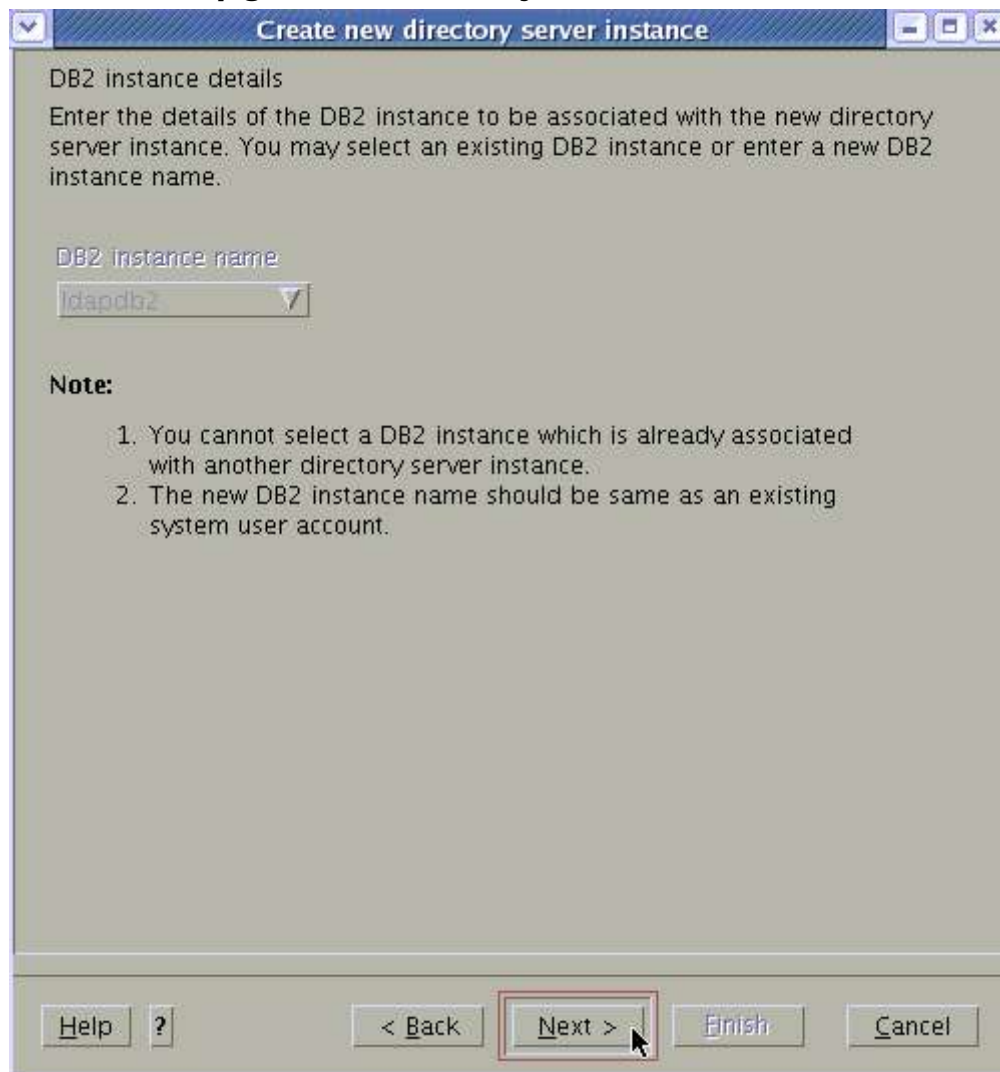 Create new directory server instance
DB2 instance details
Enter the details of the DB2 instance to be associated with the new directory
server instance. You may select an existing DB2 instance or enter a new DB2
instance name.
DB2 instance name
ldapdb2
Note:
1. You cannot select a DB2 instance which is already associated
with another directory server instance.
2. The new DB2 instance name should be same as an existing
system user account.
Help ? < Back Next > Finish Cancel